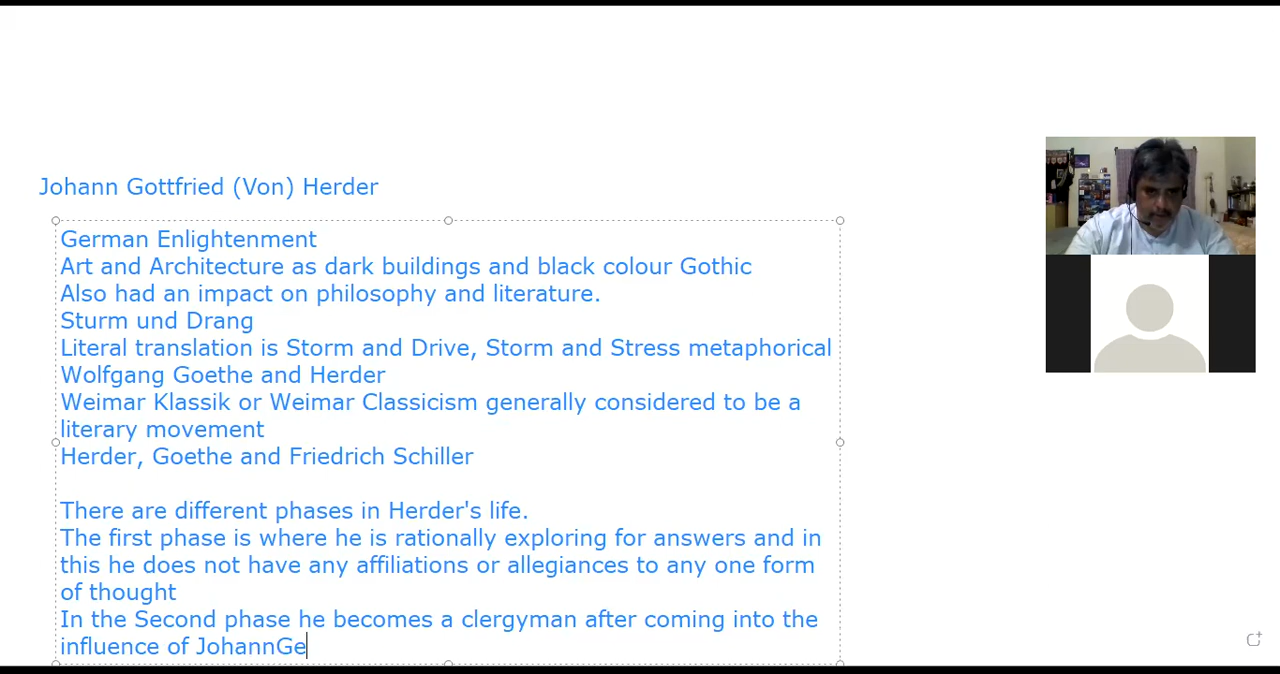 Johann Gottfried (Von) Herder
German Enlightenment
Art and Architecture as dark buildings and black colour Gothic
Also had an impact on philosophy and literature.
Sturm und Drang
Literal translation is Storm and Drive, Storm and Stress metaphorical
Wolfgang Goethe and Herder
Weimar Klassik or Weimar Classicism generally considered to be a
literary movement
Herder, Goethe and Friedrich Schiller
There are different phases in Herder's life.
The first phase is where he is rationally exploring for answers and in
this he does not have any affiliations or allegiances to any one form
of thought
In the Second phase he becomes a clergyman after coming into the
influence of JohannGe